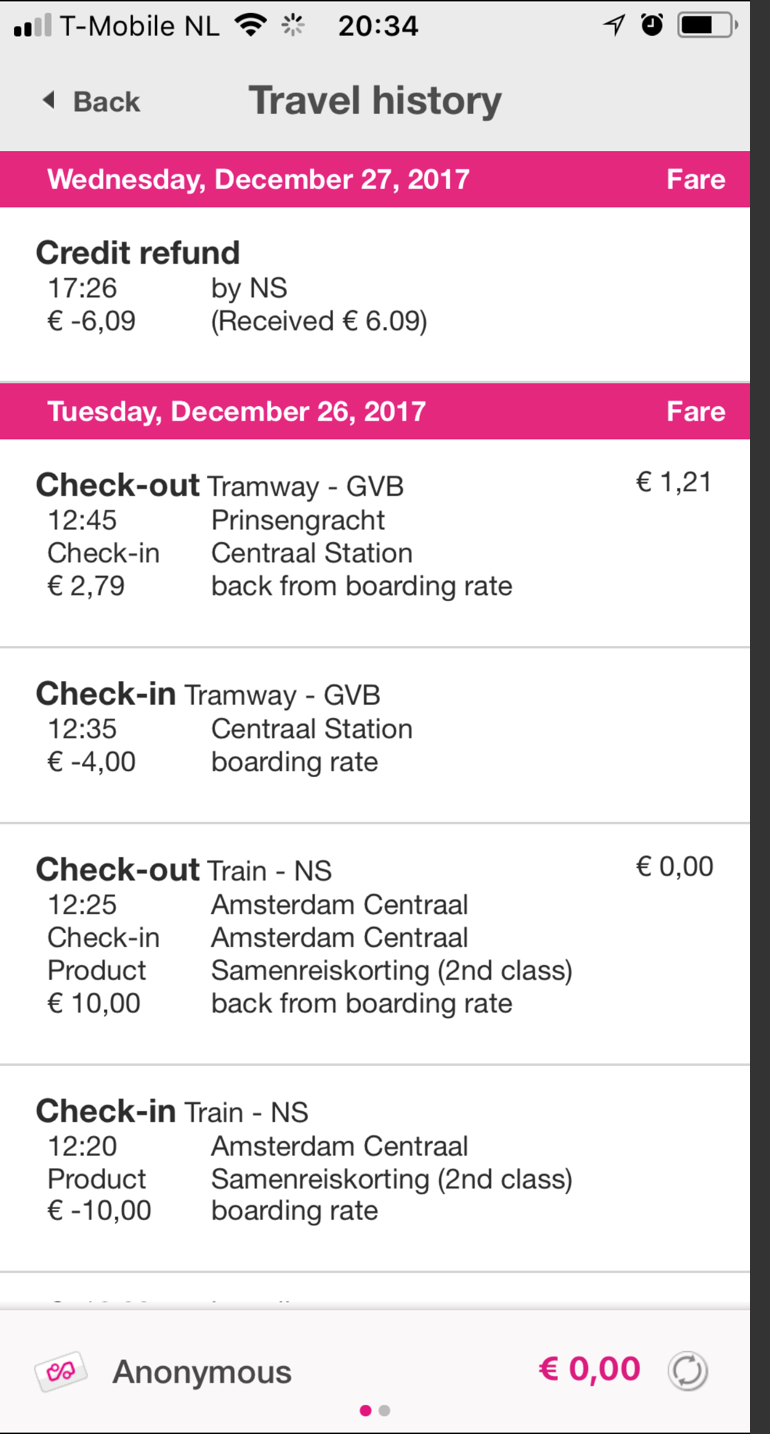 T-Mobile NL 20:34
Back Travel history
Wednesday, December 27, 2017 Fare
Credit refund
17:26 by NS
€ -6,09 (Received € 6.09)
Tuesday, December 26, 2017 Fare
Check-out Tramway - GVB € 1,21
12:45 Prinsengracht
Check-in Centraal Station
€ 2,79 back from boarding rate
Check-in Tramway - GVB
12:35 Centraal Station
€ -4,00 boarding rate
Check-out Train - NS € 0,00
12:25 Amsterdam Centraal
Check-in Amsterdam Centraal
Product Samenreiskorting (2nd class)
€ 10,00 back from boarding rate
Check-in Train - NS
12:20 Amsterdam Centraal
Product Samenreiskorting (2nd class)
€ -10,00 boarding rate
Anonymous € 0,00